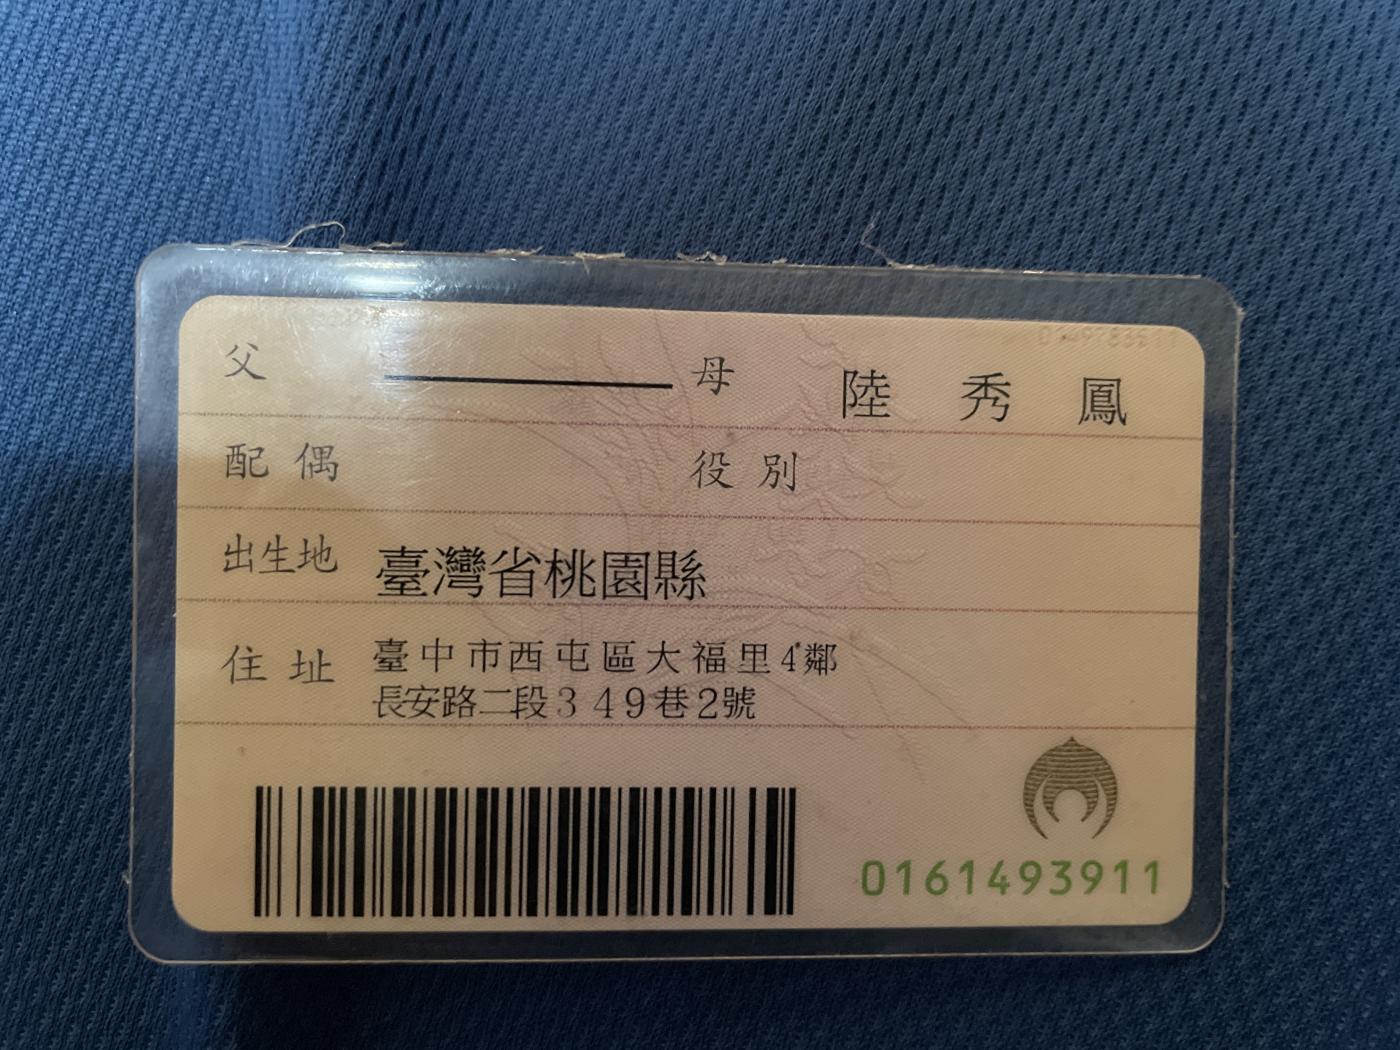 父 母 陸秀鳳
配偶 役別
出生地 臺灣省桃園縣
住址 臺中市西屯區大福里4鄰
長安路二段349巷2號
0161493911